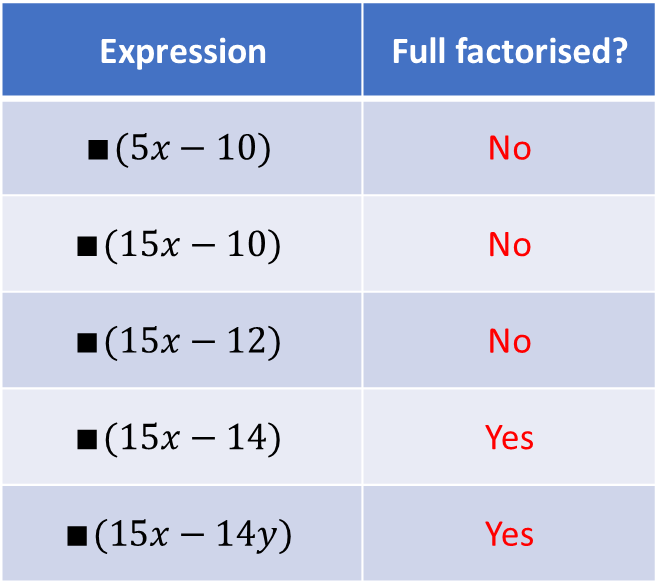 Expression Full factorised?
■(5x − 10) No
■(15x − 10) No
■(15x − 12) No
■(15x − 14) Yes
■(15x − 14y) Yes